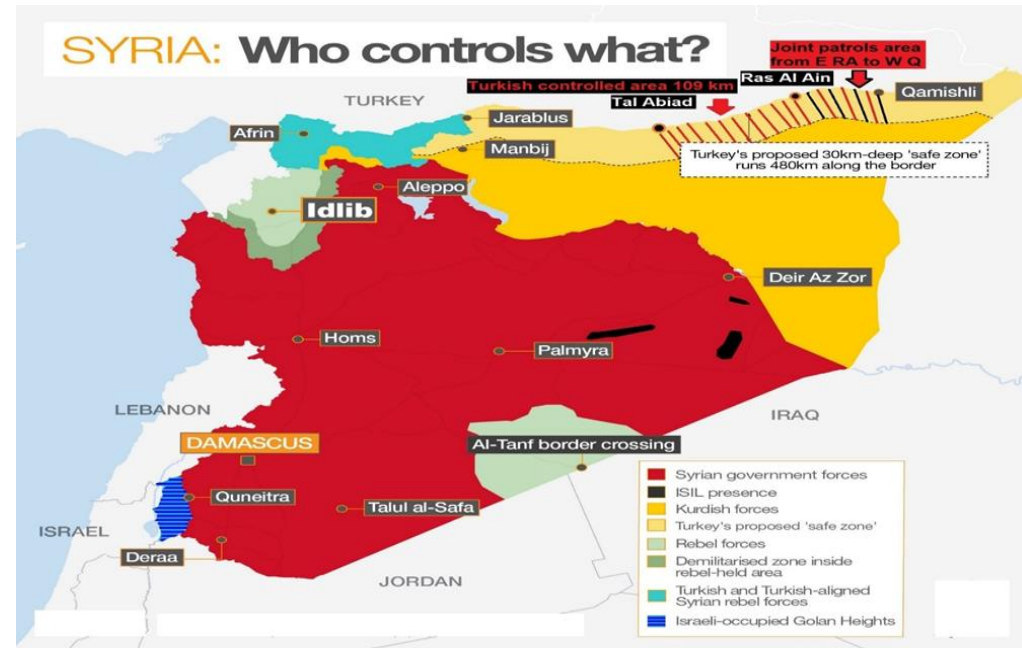 SYRIA: Who controls what?
Joint patrols area
from E RA to W Q
Turkish controlled area 109 km
Ras Al Ain
Tal Abiad
Qamishli
TURKEY
Jarablus
Afrin
Manbij
Turkey's proposed 30km-deep 'safe zone'
runs 480km along the border
Aleppo
Idlib
Deir Az Zor
Homs
Palmyra
LEBANON
IRAQ
DAMASCUS
Al-Tanf border crossing
Quneitra
Talul al-Safa
ISRAEL
Deraa
JORDAN
Syrian government forces
ISIL presence
Kurdish forces
Turkey's proposed 'safe zone'
Rebel forces
Demilitarised zone inside
rebel-held area
Turkish and Turkish-aligned
Syrian rebel forces
Israeli-occupied Golan Heights